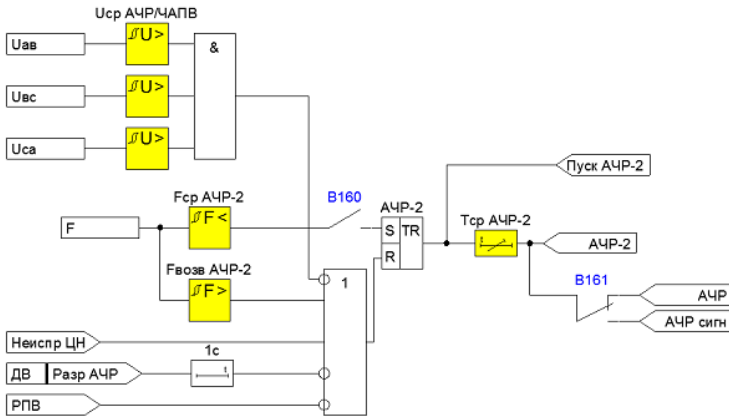 Uср АЧР/ЧАПВ
Uав
U>
&
Uвс
U>
Uса
U>
Пуск АЧР-2
Fср АЧР-2
В160
АЧР-2
Тср АЧР-2
F
F<
S TR
R
t
АЧР-2
Fвозв АЧР-2
F>
1
В161
АЧР
АЧР сигн
Неиспр ЦН
1с
ДВ Разр АЧР
t
РПВ